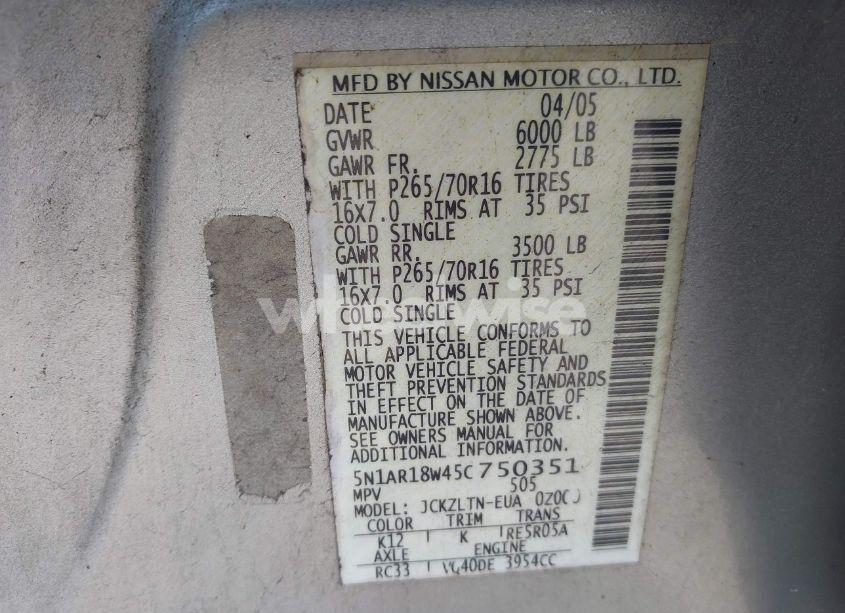 MFD BY NISSAN MOTOR CO., LTD.
DATE 04/05
GVWR 6000 LB
GAWR FR. 2775 LB
WITH P265/70R16 TIRES
16X7.0 RIMS AT 35 PSI
COLD SINGLE
GAWR RR. 3500 LB
WITH P265/70R16 TIRES
16X7.0 RIMS AT 35 PSI
COLD SINGLE
THIS VEHICLE CONFORMS TO
ALL APPLICABLE FEDERAL
MOTOR VEHICLE SAFETY AND
THEFT PREVENTION STANDARDS
IN EFFECT ON THE DATE OF
MANUFACTURE SHOWN ABOVE.
SEE OWNERS MANUAL FOR
ADDITIONAL INFORMATION.
5N1AR18W45C750351
MPV 505
MODEL: JCKZLTN-EUA
COLOR TRIM TRANS
K12 K RE5R05A
AXLE ENGINE
RC33 VQ40DE 3954CC